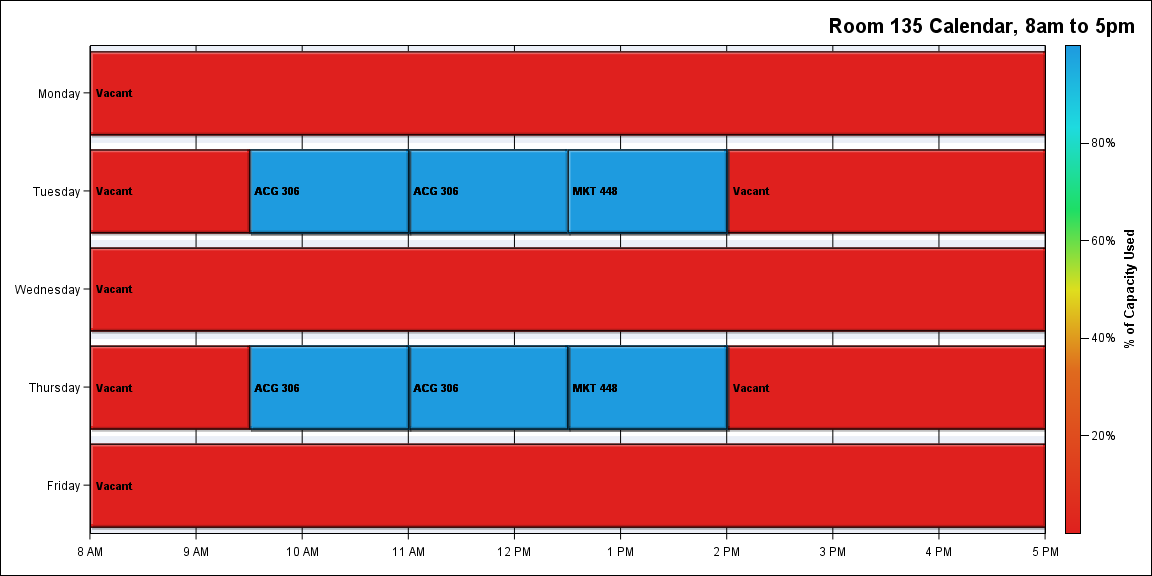 Room 135 Calendar, 8am to 5pm
Monday
Vacant
Tuesday
Vacant
ACG 306
ACG 306
MKT 448
Vacant
Wednesday
Vacant
Thursday
Vacant
ACG 306
ACG 306
MKT 448
Vacant
Friday
Vacant
8 AM
9 AM
10 AM
11 AM
12 PM
1 PM
2 PM
3 PM
4 PM
5 PM
80%
60%
40%
20%
% of Capacity Used